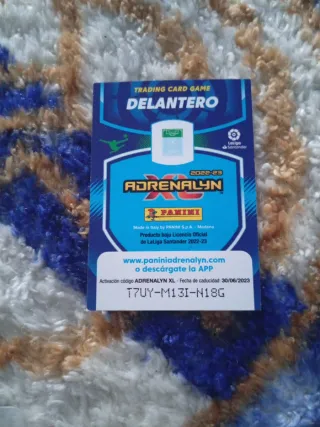 TRADING CARD GAME
DELANTERO
LaLiga
Santander
2022-23
ADRENALYN
XL
PANINI
Made in Italy by PANINI S.p.A. - Modena
Producto bajo Licencia Oficial
de LaLiga Santander 2022-23
www.paniniadrenalyn.com
o descárgate la APP
Activación código ADRENALYN XL - Fecha de caducidad: 30/06/2023
T7UY-M13I-N18G